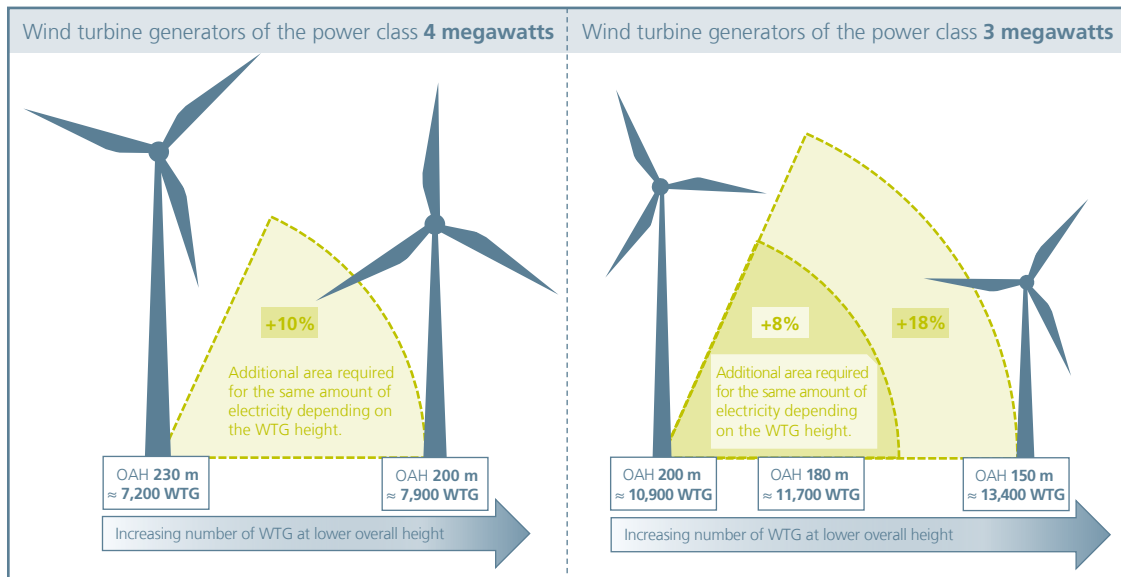 Wind turbine generators of the power class 4 megawatts
+10%
Additional area required
for the same amount of
electricity depending on
the WTG height.
OAH 230 m
≈ 7,200 WTG
OAH 200 m
≈ 7,900 WTG
Increasing number of WTG at lower overall height
Wind turbine generators of the power class 3 megawatts
+8%
+18%
Additional area required
for the same amount of
electricity depending
on the WTG height.
OAH 200 m
≈ 10,900 WTG
OAH 180 m
≈ 11,700 WTG
OAH 150 m
≈ 13,400 WTG
Increasing number of WTG at lower overall height